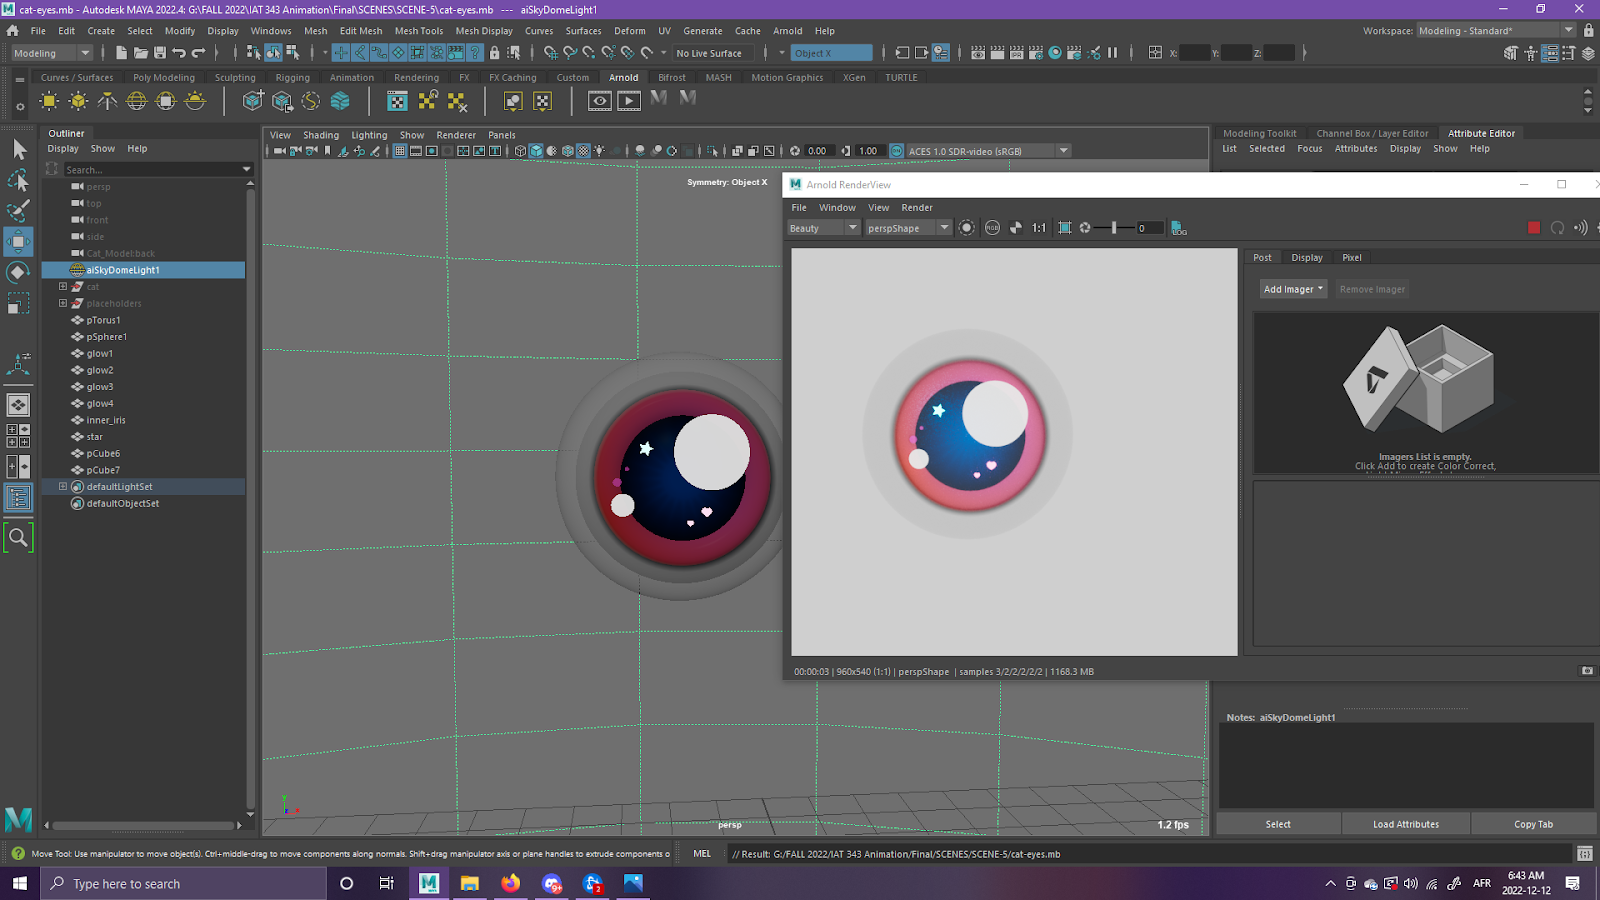 cat-eyes.mb - Autodesk MAYA 2022.4: G:\FALL 2022\IAT 343 Animation\Final\SCENES\SCENE-5\cat-eyes.mb --- aiSkyDomeLight1
File Edit Create Select Modify Display Windows Mesh Edit Mesh Mesh Tools Mesh Display Curves Surfaces Deform UV Generate Cache Arnold Help Workspace: Modeling - Standard*
Modeling No Live Surface Object X X: Y: Z:
Curves / Surfaces Poly Modeling Sculpting Rigging Animation Rendering FX FX Caching Custom Arnold Bifrost MASH Motion Graphics XGen TURTLE
Outliner
Display Show Help
Search...
persp
top
front
side
Cat_Model:back
aiSkyDomeLight1
cat
placeholders
pTorus1
pSphere1
glow1
glow2
glow3
glow4
inner_iris
star
pCube6
pCube7
defaultLightSet
defaultObjectSet
View Shading Lighting Show Renderer Panels
0.00 1.00 ACES 1.0 SDR-video (sRGB)
Symmetry: Object X
persp
1.2 fps
Modeling Toolkit Channel Box / Layer Editor Attribute Editor
List Selected Focus Attributes Display Show Help
Arnold RenderView
File Window View Render
Beauty perspShape RGB 1:1 0 LOG
Post Display Pixel
Add Imager Remove Imager
Imagers List is empty.
Click Add to create Color Correct,
00:00:03 | 960x540 (1:1) | perspShape | samples 3/2/2/2/2/2 | 1168.3 MB
Notes: aiSkyDomeLight1
Select Load Attributes Copy Tab
Move Tool: Use manipulator to move object(s). Ctrl+middle-drag to move components along normals. Shift+drag manipulator axis or plane handles to extrude components o
MEL // Result: G:/FALL 2022/IAT 343 Animation/Final/SCENES/SCENE-5/cat-eyes.mb
Type here to search
9+
2
AFR
6:43 AM
2022-12-12